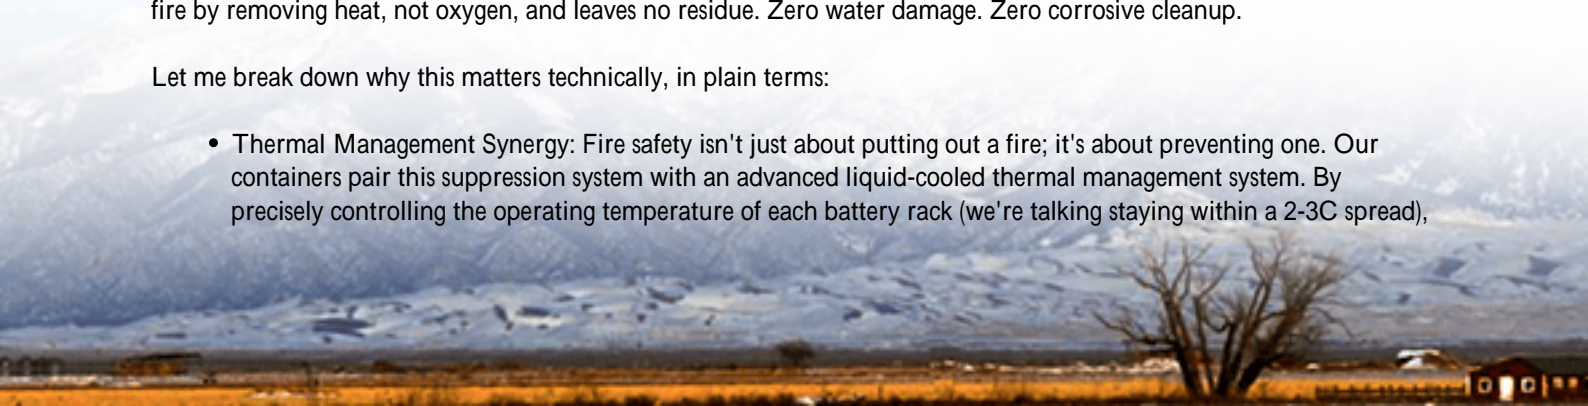 fire by removing heat, not oxygen, and leaves no residue. Zero water damage. Zero corrosive cleanup.
Let me break down why this matters technically, in plain terms:
• Thermal Management Synergy: Fire safety isn't just about putting out a fire; it's about preventing one. Our
containers pair this suppression system with an advanced liquid-cooled thermal management system. By
precisely controlling the operating temperature of each battery rack (we're talking staying within a 2-3C spread),